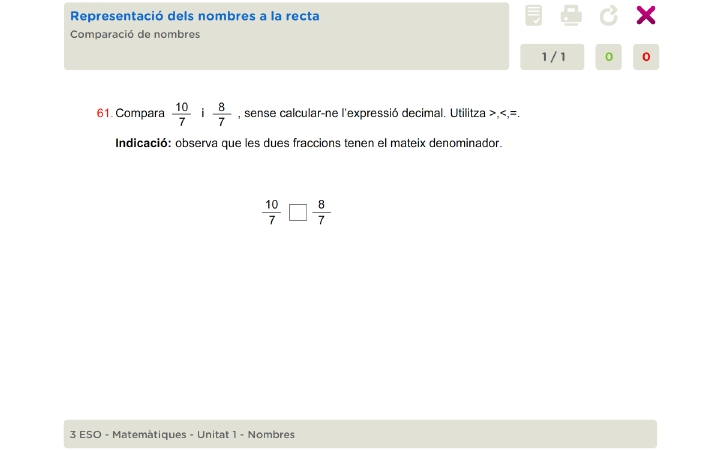 Representació dels nombres a la recta
Comparació de nombres
1 / 1
0
0
61. Compara 10/7 i 8/7 , sense calcular-ne l'expressió decimal. Utilitza >,<,=.
Indicació: observa que les dues fraccions tenen el mateix denominador.
10/7 □ 8/7
3 ESO - Matemàtiques - Unitat 1 - Nombres